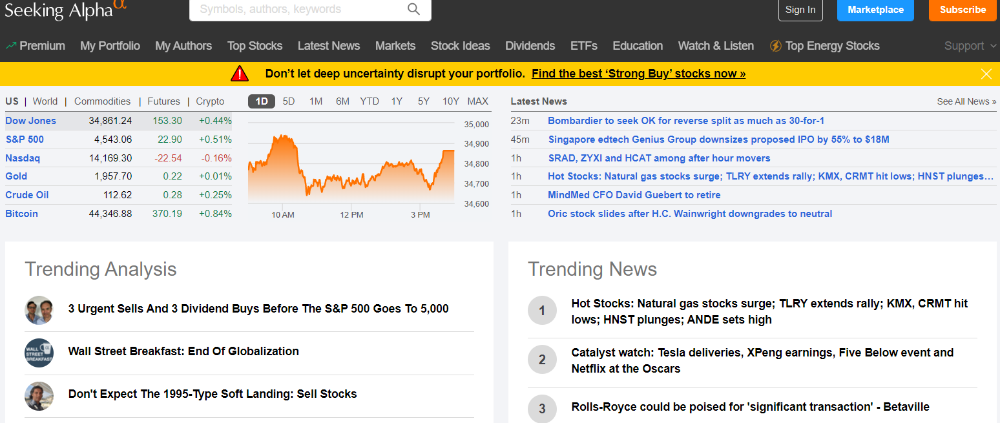 Seeking Alpha α
Symbols, authors, keywords
Sign In
Marketplace
Subscribe
Premium My Portfolio My Authors Top Stocks Latest News Markets Stock Ideas Dividends ETFs Education Watch & Listen Top Energy Stocks Support
Don’t let deep uncertainty disrupt your portfolio. Find the best ‘Strong Buy’ stocks now »
US | World | Commodities | Futures | Crypto
Dow Jones 34,861.24 153.30 +0.44%
S&P 500 4,543.06 22.90 +0.51%
Nasdaq 14,169.30 -22.54 -0.16%
Gold 1,957.70 0.22 +0.01%
Crude Oil 112.62 0.28 +0.25%
Bitcoin 44,346.88 370.19 +0.84%
1D 5D 1M 6M YTD 1Y 5Y 10Y MAX
35,000
34,900
34,800
34,700
34,600
10 AM 12 PM 3 PM
Latest News See All News »
23m Bombardier to seek OK for reverse split as much as 30-for-1
45m Singapore edtech Genius Group downsizes proposed IPO by 55% to $18M
1h SRAD, ZYXI and HCAT among after hour movers
1h Hot Stocks: Natural gas stocks surge; TLRY extends rally; KMX, CRMT hit lows; HNST plunges…
1h MindMed CFO David Guebert to retire
1h Oric stock slides after H.C. Wainwright downgrades to neutral
Trending Analysis
3 Urgent Sells And 3 Dividend Buys Before The S&P 500 Goes To 5,000
WALL α
STREET
BREAKFAST
Wall Street Breakfast: End Of Globalization
Don't Expect The 1995-Type Soft Landing: Sell Stocks
Trending News
1
Hot Stocks: Natural gas stocks surge; TLRY extends rally; KMX, CRMT hit
lows; HNST plunges; ANDE sets high
2
Catalyst watch: Tesla deliveries, XPeng earnings, Five Below event and
Netflix at the Oscars
3
Rolls-Royce could be poised for 'significant transaction' - Betaville